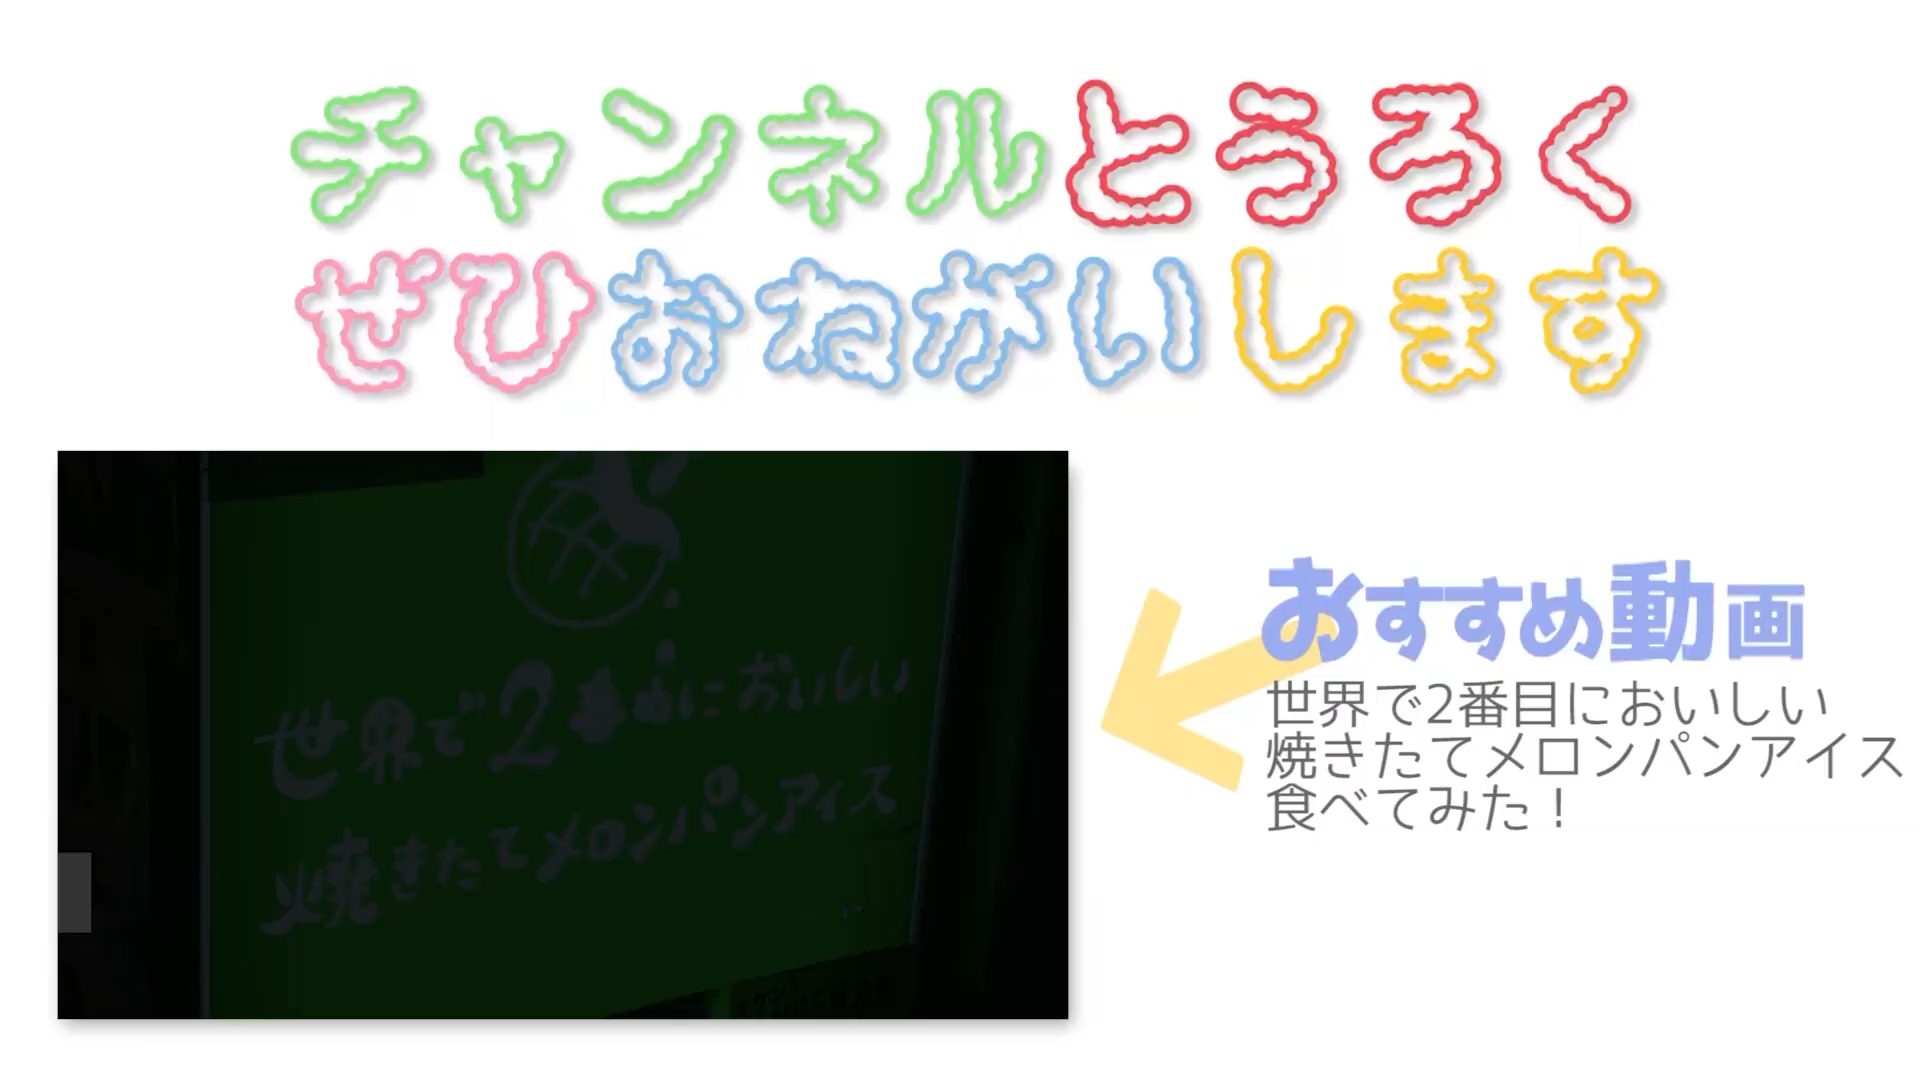 チャンネルとうろく
ぜひおねがいします
世界で2番目においしい
焼きたてメロンパンアイス
おすすめ動画
世界で2番目においしい
焼きたてメロンパンアイス
食べてみた！